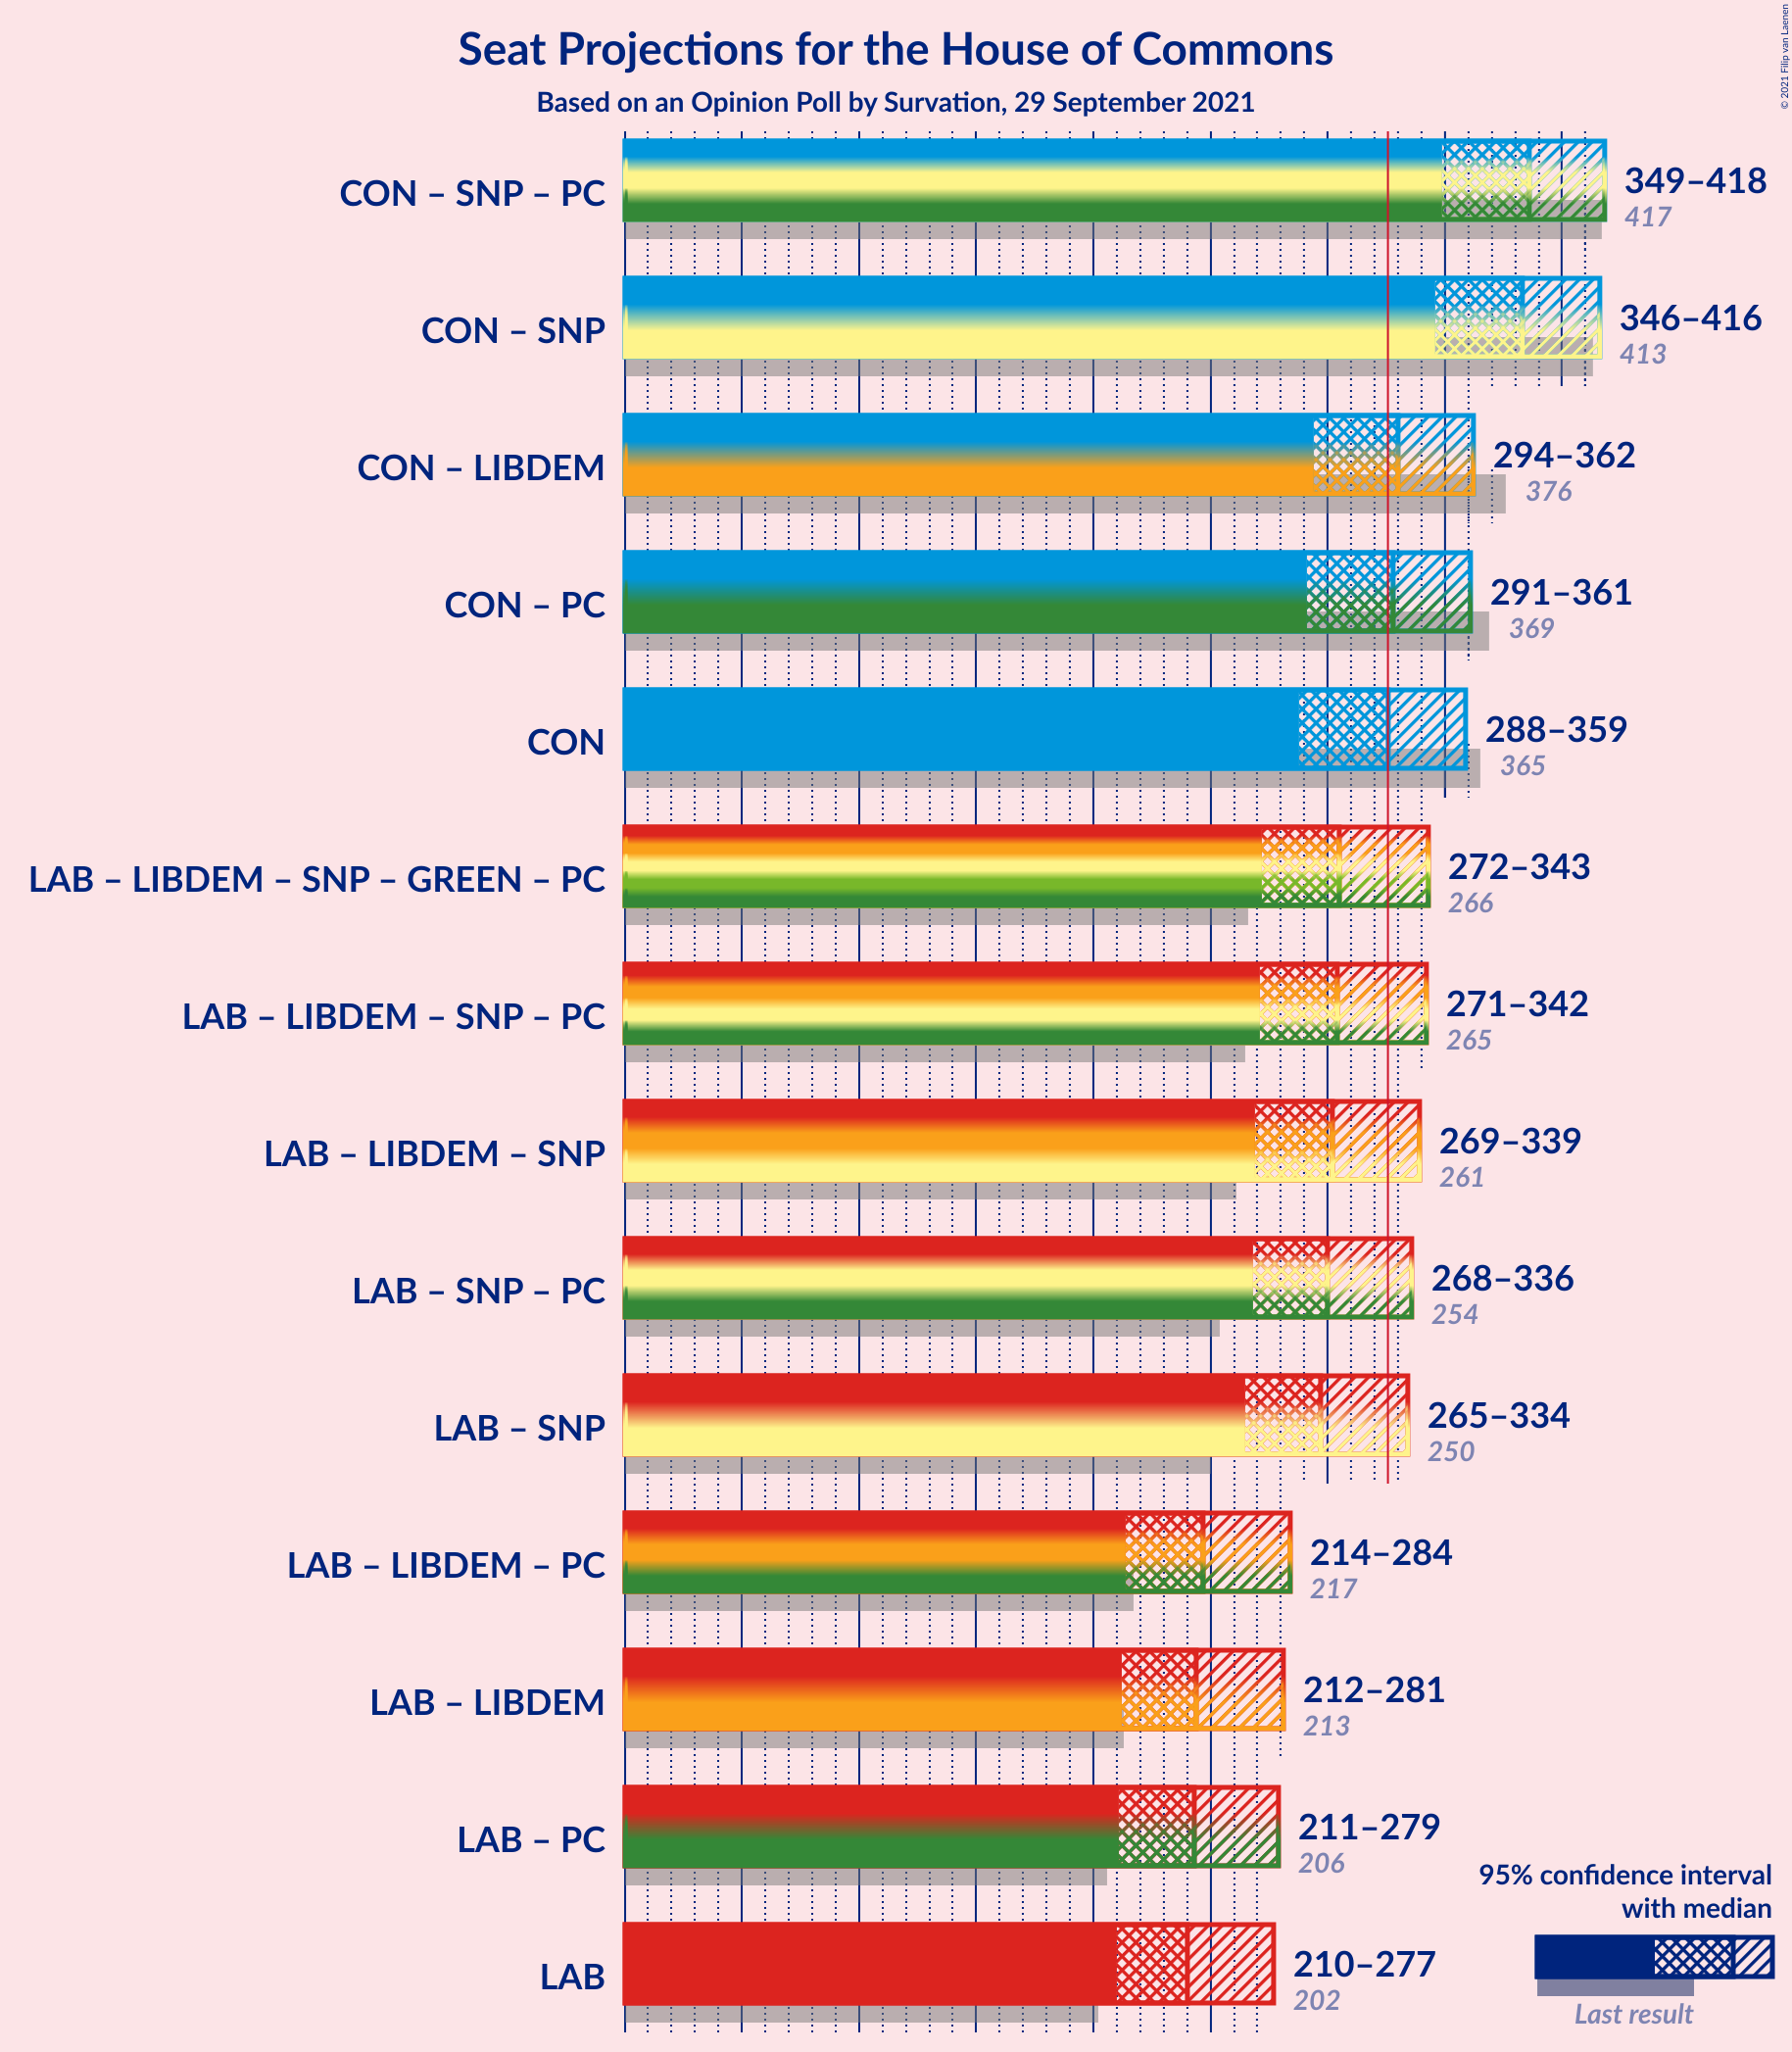 Seat Projections for the House of Commons
Based on an Opinion Poll by Survation, 29 September 2021
© 2021 Filip van Laenen
CON – SNP – PC
349–418
417
CON – SNP
346–416
413
CON – LIBDEM
294–362
376
CON – PC
291–361
369
CON
288–359
365
LAB – LIBDEM – SNP – GREEN – PC
272–343
266
LAB – LIBDEM – SNP – PC
271–342
265
LAB – LIBDEM – SNP
269–339
261
LAB – SNP – PC
268–336
254
LAB – SNP
265–334
250
LAB – LIBDEM – PC
214–284
217
LAB – LIBDEM
212–281
213
LAB – PC
211–279
206
LAB
210–277
202
95% confidence interval
with median
Last result